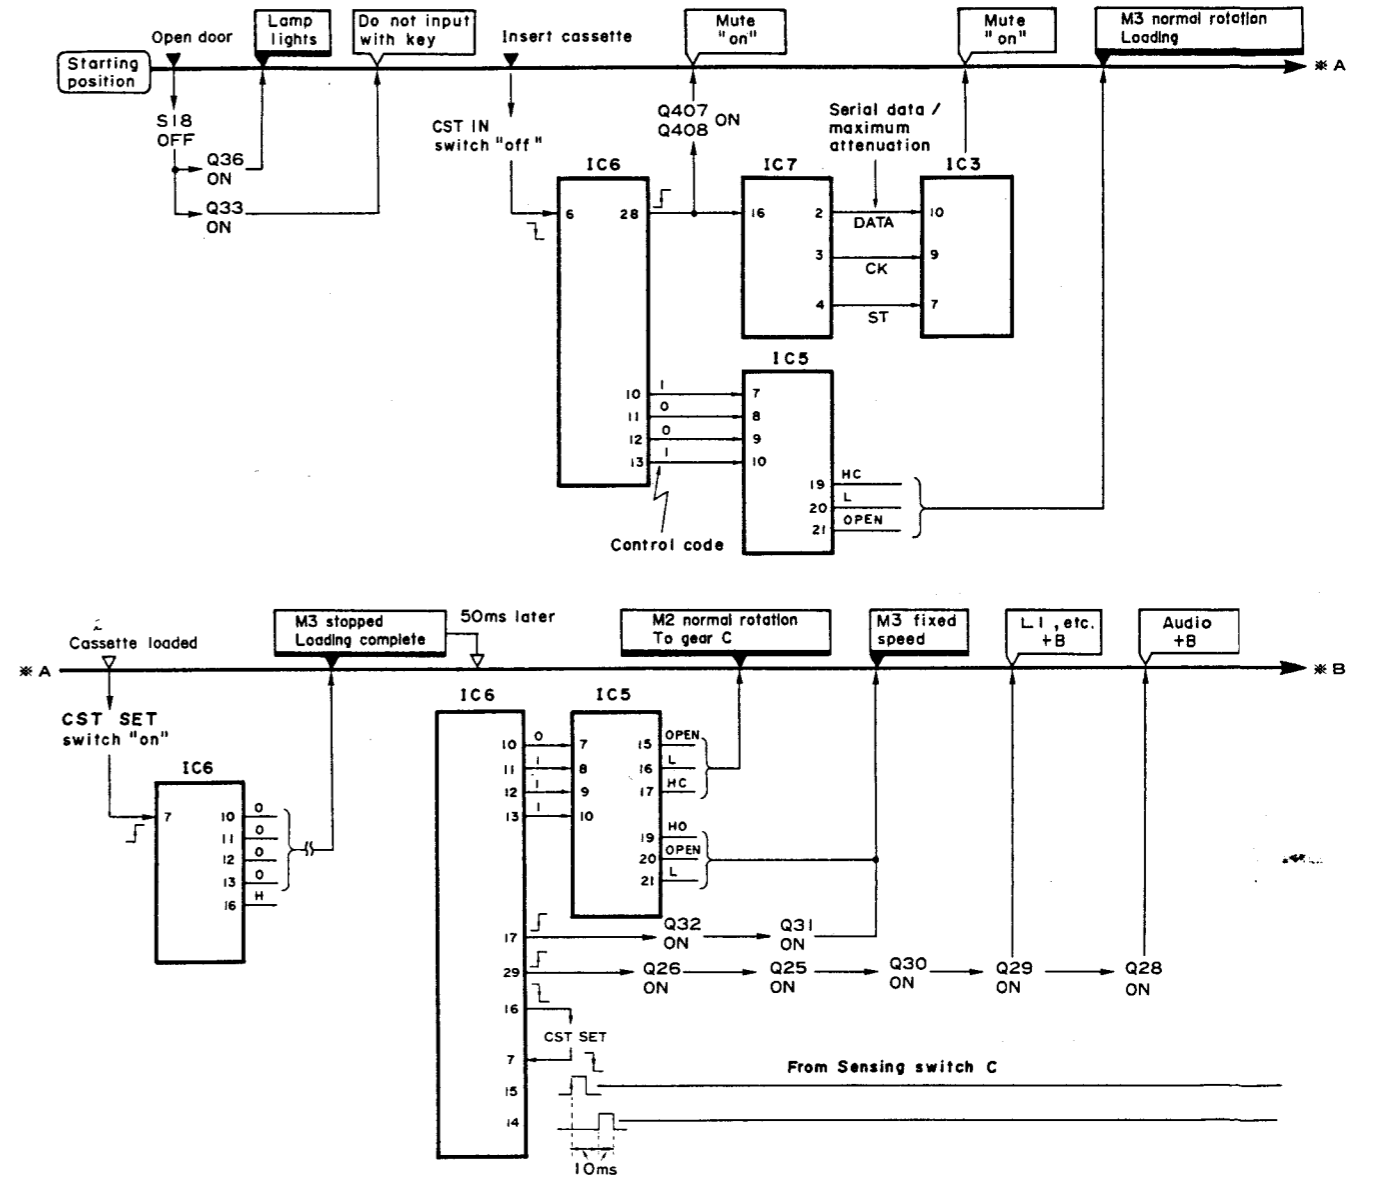 Open door
Lamp
lights
Do not input
with key
Insert cassette
Mute
"on"
Mute
"on"
M3 normal rotation
Loading
Starting
position
※ A
S18
OFF
Q36
ON
Q33
ON
CST IN
switch "off"
Q407
Q408
ON
Serial data /
maximum
attenuation
IC6
IC7
IC3
6
28
16
2
DATA
10
3
CK
9
4
ST
7
IC5
10
1
7
11
0
8
12
0
9
13
1
10
19
HC
20
L
21
OPEN
Control code
Cassette loaded
M3 stopped
Loading complete
50ms later
M2 normal rotation
To gear C
M3 fixed
speed
L1, etc.
+B
Audio
+B
※ A
※ B
CST SET
switch "on"
IC6
7
10
0
11
0
12
0
13
0
16
H
IC6
IC5
10
0
7
15
OPEN
11
1
8
16
L
12
1
9
17
HC
13
1
10
19
HO
20
OPEN
21
L
17
Q32
ON
Q31
ON
29
Q26
ON
Q25
ON
Q30
ON
Q29
ON
Q28
ON
16
CST SET
7
From Sensing switch C
15
14
10ms